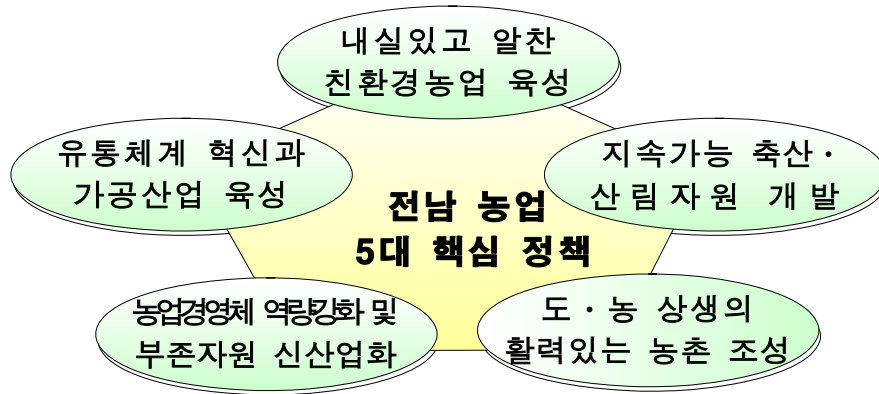 내실있고 알찬
친환경농업 육성
유통체계 혁신과
가공산업 육성
지속가능 축산·
산림자원 개발
전남 농업
5대 핵심 정책
농업경영체 역량강화 및
부존자원 신산업화
도·농 상생의
활력있는 농촌 조성